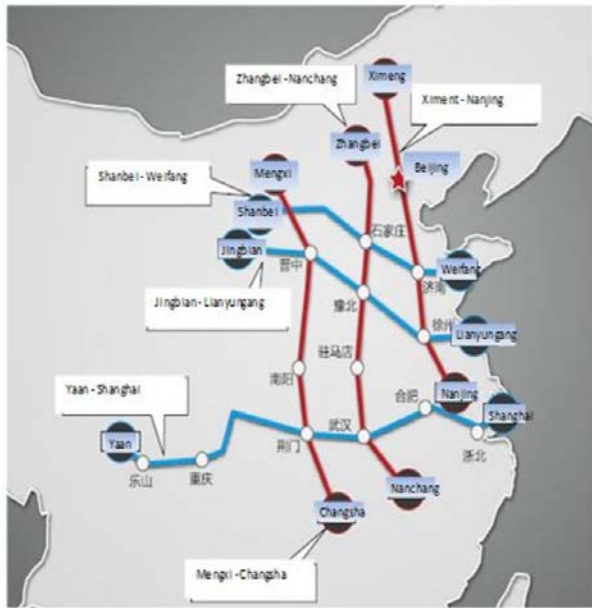 Ximeng
Zhangbei -Nanchang
Ximent - Nanjing
Zhangbei
Beijing
Mengxi
Shanbei - Weifang
Shanbei
石家庄
Jingbian
晋中
Weifang
济南
Jingbian - Lianyungang
豫北
徐州
Lianyungang
驻马店
南阳
Nanjing
合肥
Shanghai
Yaan - Shanghai
武汉
Yaan
荆门
浙北
乐山
重庆
Nanchang
Changsha
Mengxi -Changsha